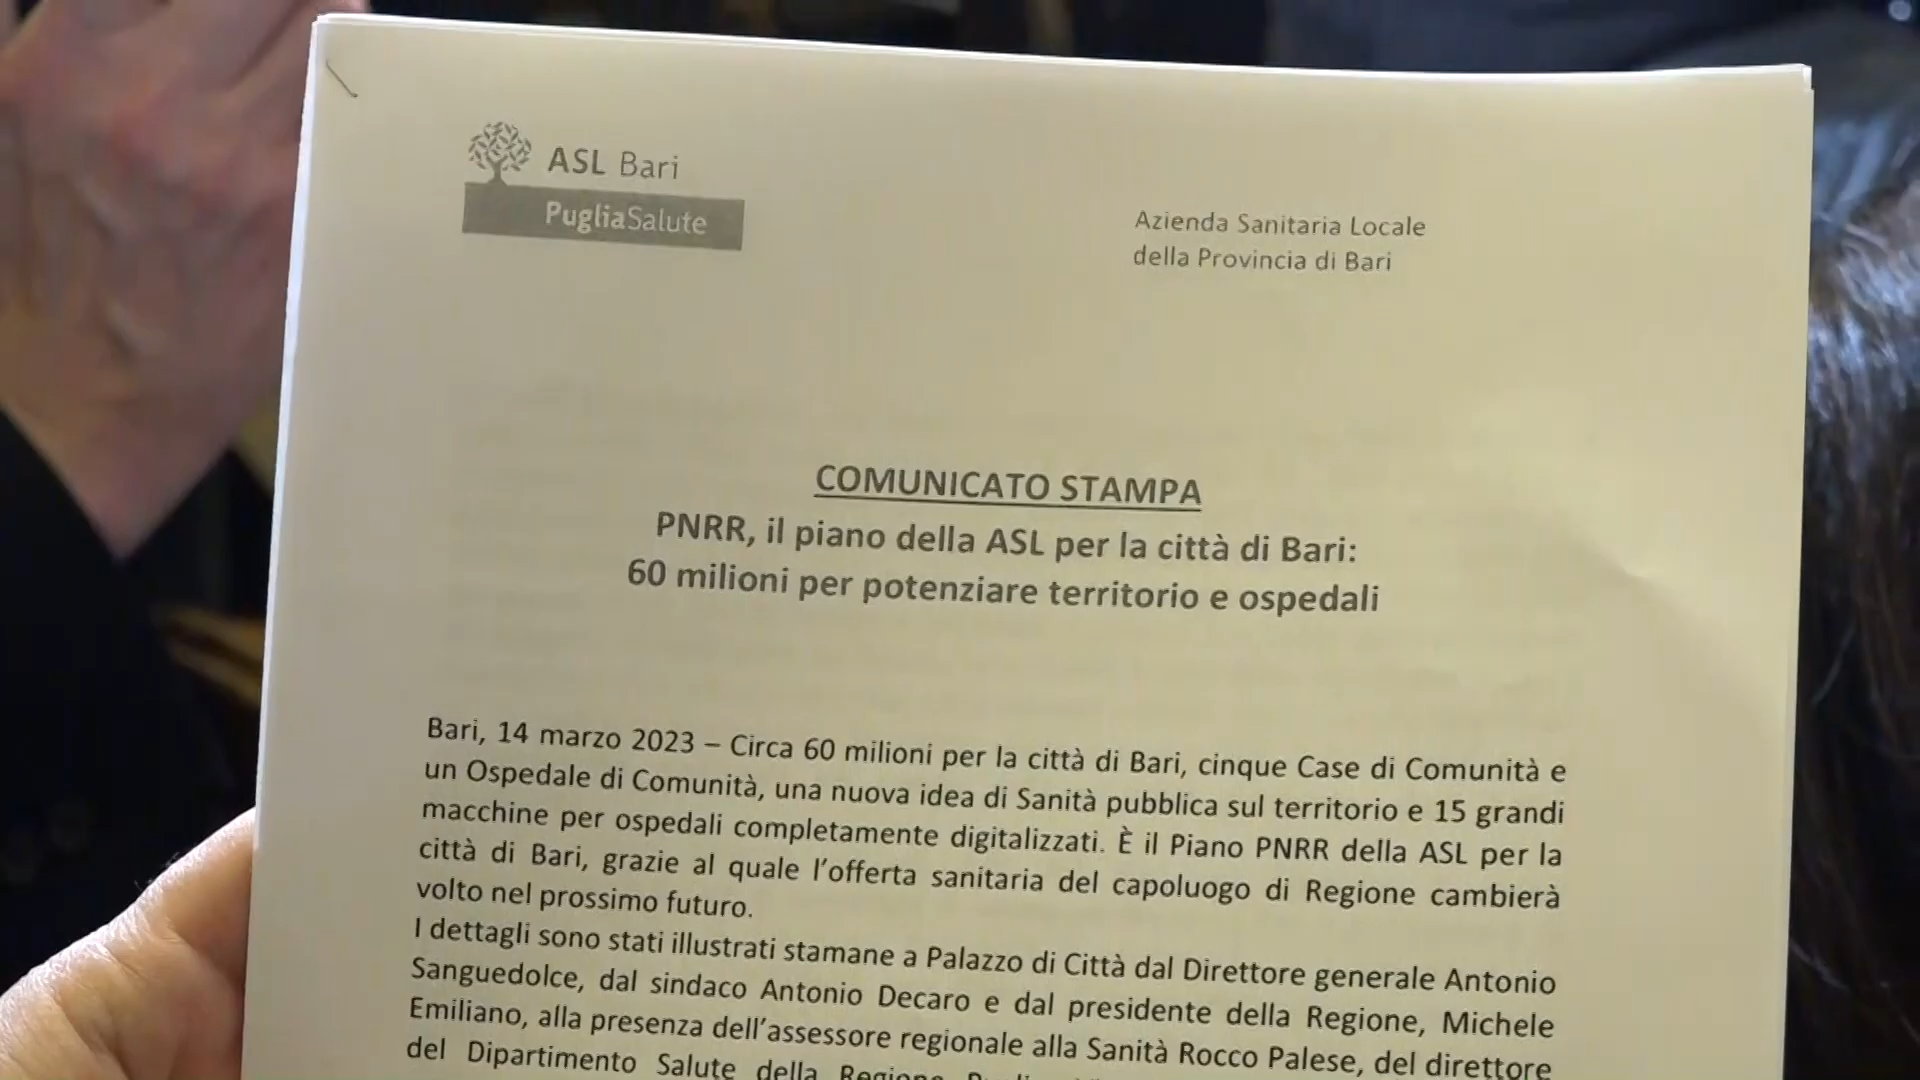 ASL Bari
PugliaSalute
Azienda Sanitaria Locale
della Provincia di Bari
COMUNICATO STAMPA
PNRR, il piano della ASL per la città di Bari:
60 milioni per potenziare territorio e ospedali
Bari, 14 marzo 2023 – Circa 60 milioni per la città di Bari, cinque Case di Comunità e
un Ospedale di Comunità, una nuova idea di Sanità pubblica sul territorio e 15 grandi
macchine per ospedali completamente digitalizzati. È il Piano PNRR della ASL per la
città di Bari, grazie al quale l’offerta sanitaria del capoluogo di Regione cambierà
volto nel prossimo futuro.
I dettagli sono stati illustrati stamane a Palazzo di Città dal Direttore generale Antonio
Sanguedolce, dal sindaco Antonio Decaro e dal presidente della Regione, Michele
Emiliano, alla presenza dell’assessore regionale alla Sanità Rocco Palese, del direttore
del Dipartimento Salute della Regione